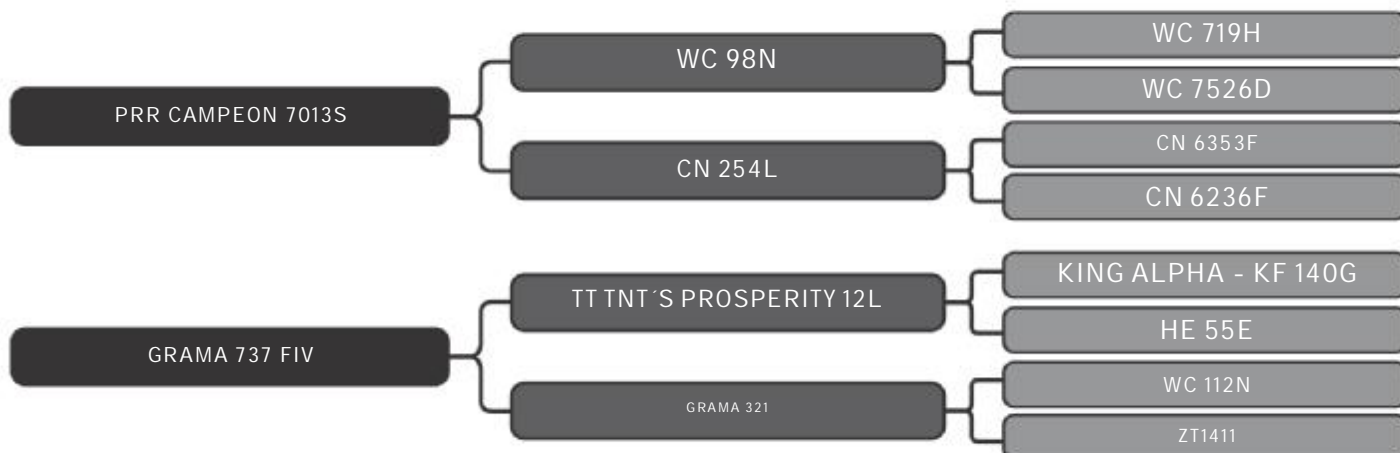 PRR CAMPEON 7013S
WC 98N
WC 719H
WC 7526D
CN 254L
CN 6353F
CN 6236F
GRAMA 737 FIV
TT TNT´S PROSPERITY 12L
KING ALPHA - KF 140G
HE 55E
GRAMA 321
WC 112N
ZT1411